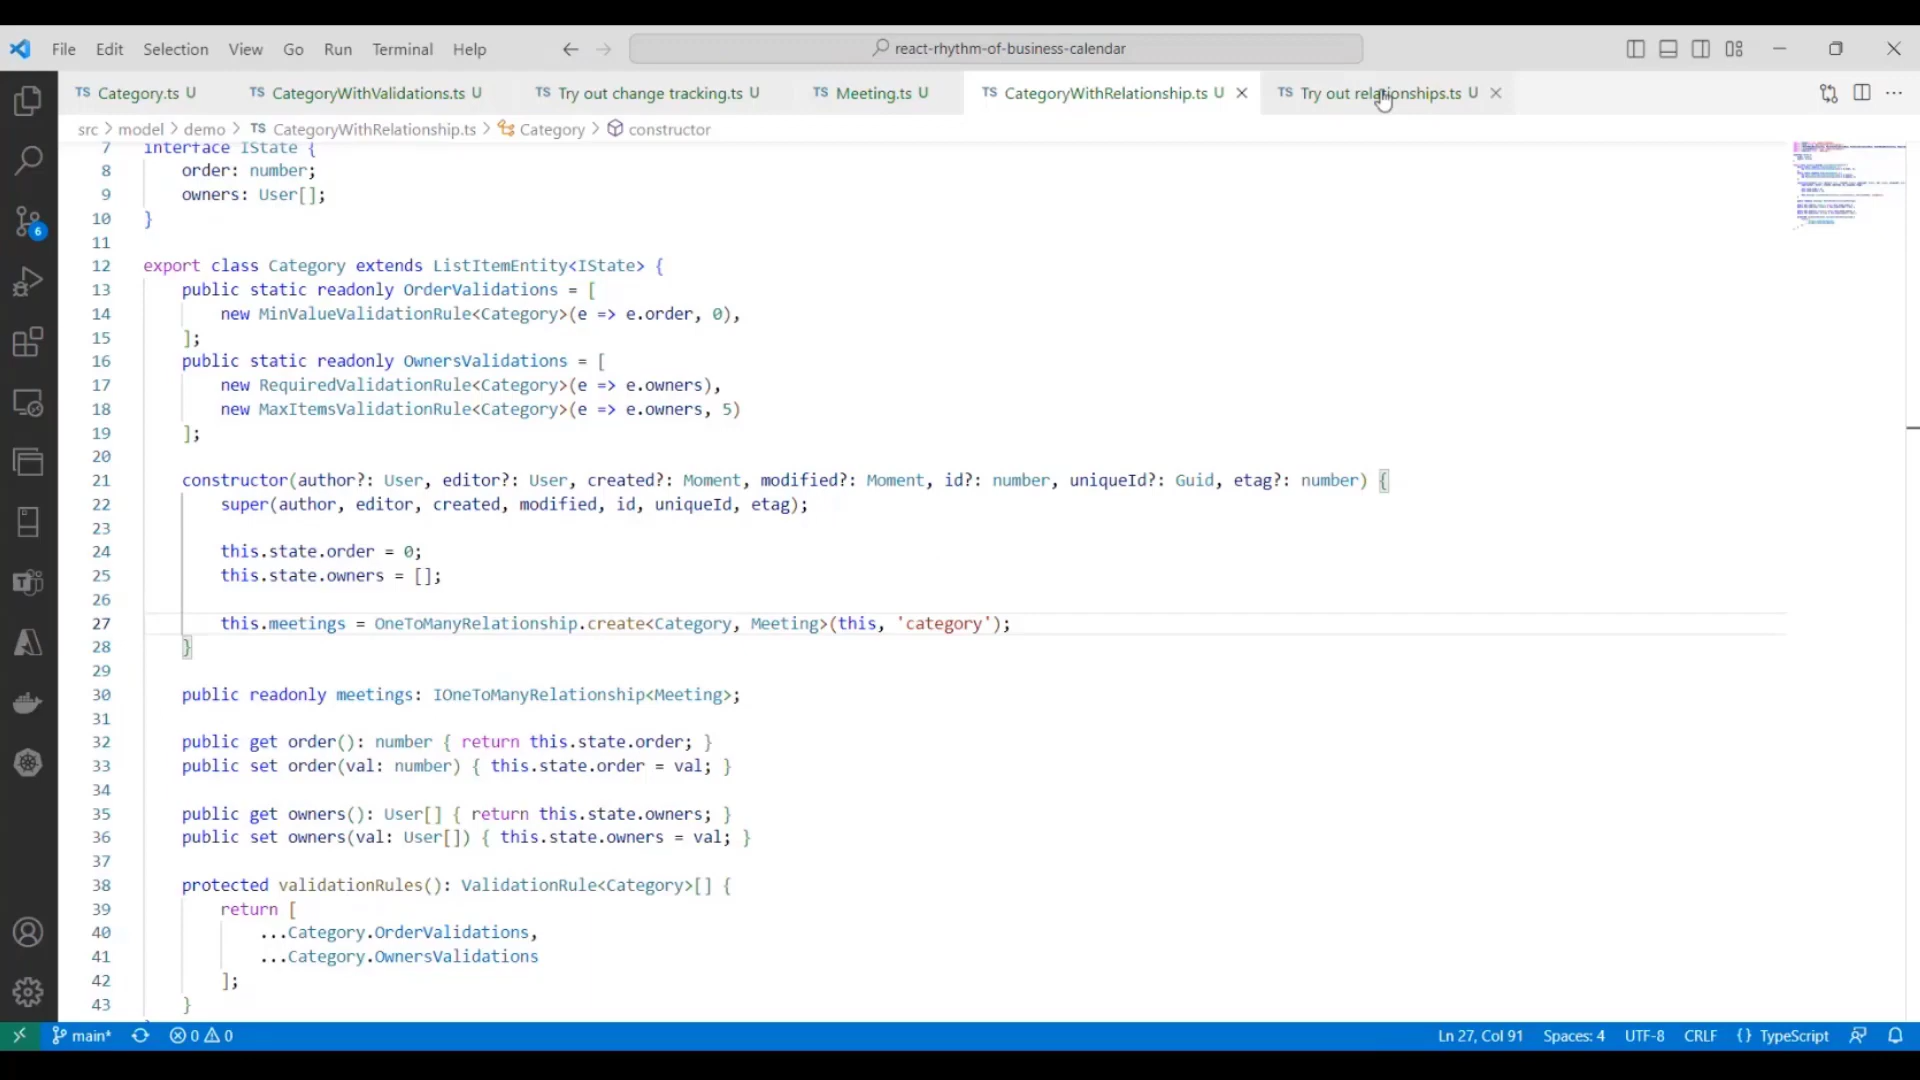 File Edit Selection View Go Run Terminal Help
react-rhythm-of-business-calendar
TS Category.ts U TS CategoryWithValidations.ts U TS Try out change tracking.ts U TS Meeting.ts U TS CategoryWithRelationship.ts U TS Try out relationships.ts U
src > model > demo > TS CategoryWithRelationship.ts > Category > constructor
7 interface IState {
8 order: number;
9 owners: User[];
10 }
11
12 export class Category extends ListItemEntity<IState> {
13 public static readonly OrderValidations = [
14 new MinValueValidationRule<Category>(e => e.order, 0),
15 ];
16 public static readonly OwnersValidations = [
17 new RequiredValidationRule<Category>(e => e.owners),
18 new MaxItemsValidationRule<Category>(e => e.owners, 5)
19 ];
20
21 constructor(author?: User, editor?: User, created?: Moment, modified?: Moment, id?: number, uniqueId?: Guid, etag?: number) {
22 super(author, editor, created, modified, id, uniqueId, etag);
23
24 this.state.order = 0;
25 this.state.owners = [];
26
27 this.meetings = OneToManyRelationship.create<Category, Meeting>(this, 'category');
28 }
29
30 public readonly meetings: IOneToManyRelationship<Meeting>;
31
32 public get order(): number { return this.state.order; }
33 public set order(val: number) { this.state.order = val; }
34
35 public get owners(): User[] { return this.state.owners; }
36 public set owners(val: User[]) { this.state.owners = val; }
37
38 protected validationRules(): ValidationRule<Category>[] {
39 return [
40 ...Category.OrderValidations,
41 ...Category.OwnersValidations
42 ];
43 }
6
main* 0 0 Ln 27, Col 91 Spaces: 4 UTF-8 CRLF {} TypeScript